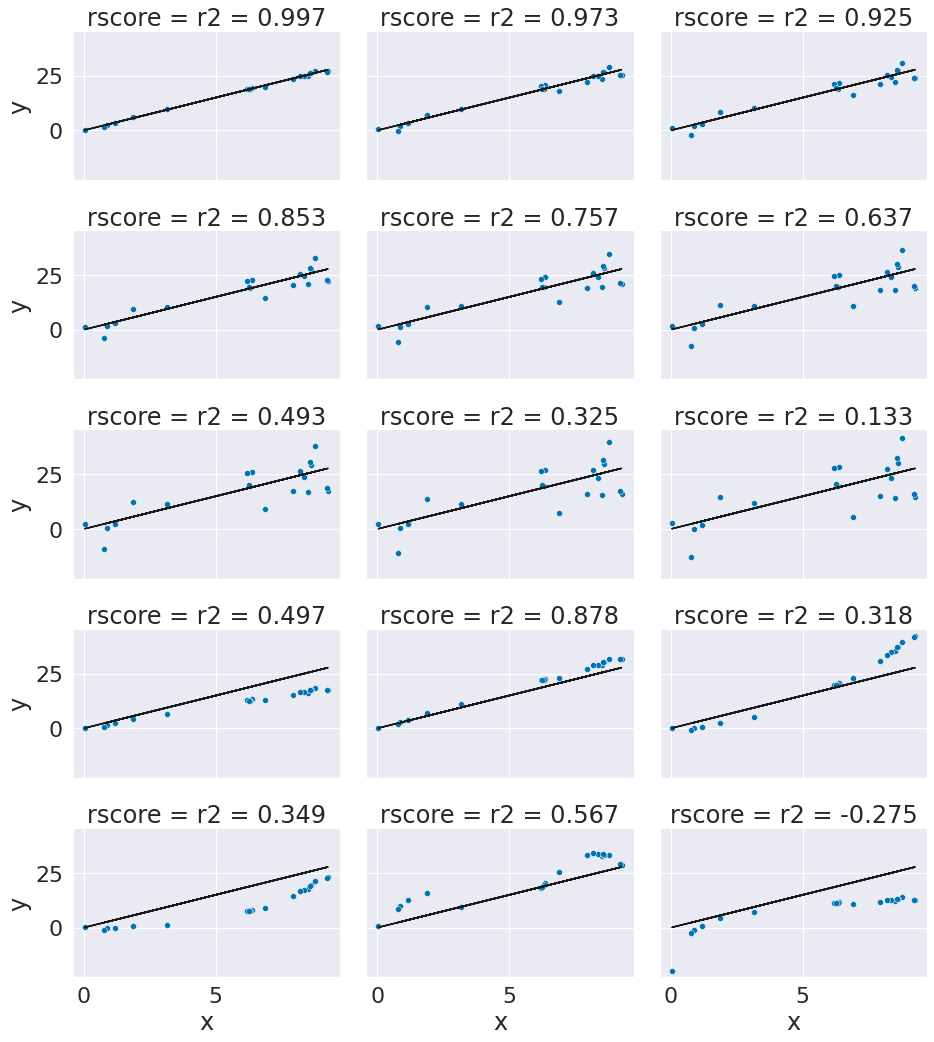 rscore = r2 = 0.997 rscore = r2 = 0.973 rscore = r2 = 0.925
25
y
0
rscore = r2 = 0.853 rscore = r2 = 0.757 rscore = r2 = 0.637
25
y
0
rscore = r2 = 0.493 rscore = r2 = 0.325 rscore = r2 = 0.133
25
y
0
rscore = r2 = 0.497 rscore = r2 = 0.878 rscore = r2 = 0.318
25
y
0
rscore = r2 = 0.349 rscore = r2 = 0.567 rscore = r2 = -0.275
25
y
0
0 5 0 5 0 5
x x x